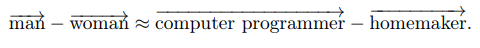 man − woman ≈ computer programmer − homemaker.